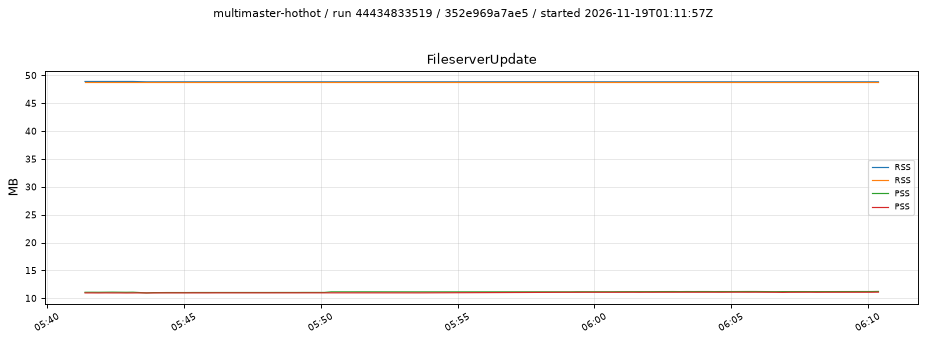 multimaster-hothot / run 44434833519 / 352e969a7ae5 / started 2026-11-19T01:11:57Z
FileserverUpdate
50
45
40
35
30
25
20
15
10
MB
RSS
RSS
PSS
PSS
05:40
05:45
05:50
05:55
06:00
06:05
06:10